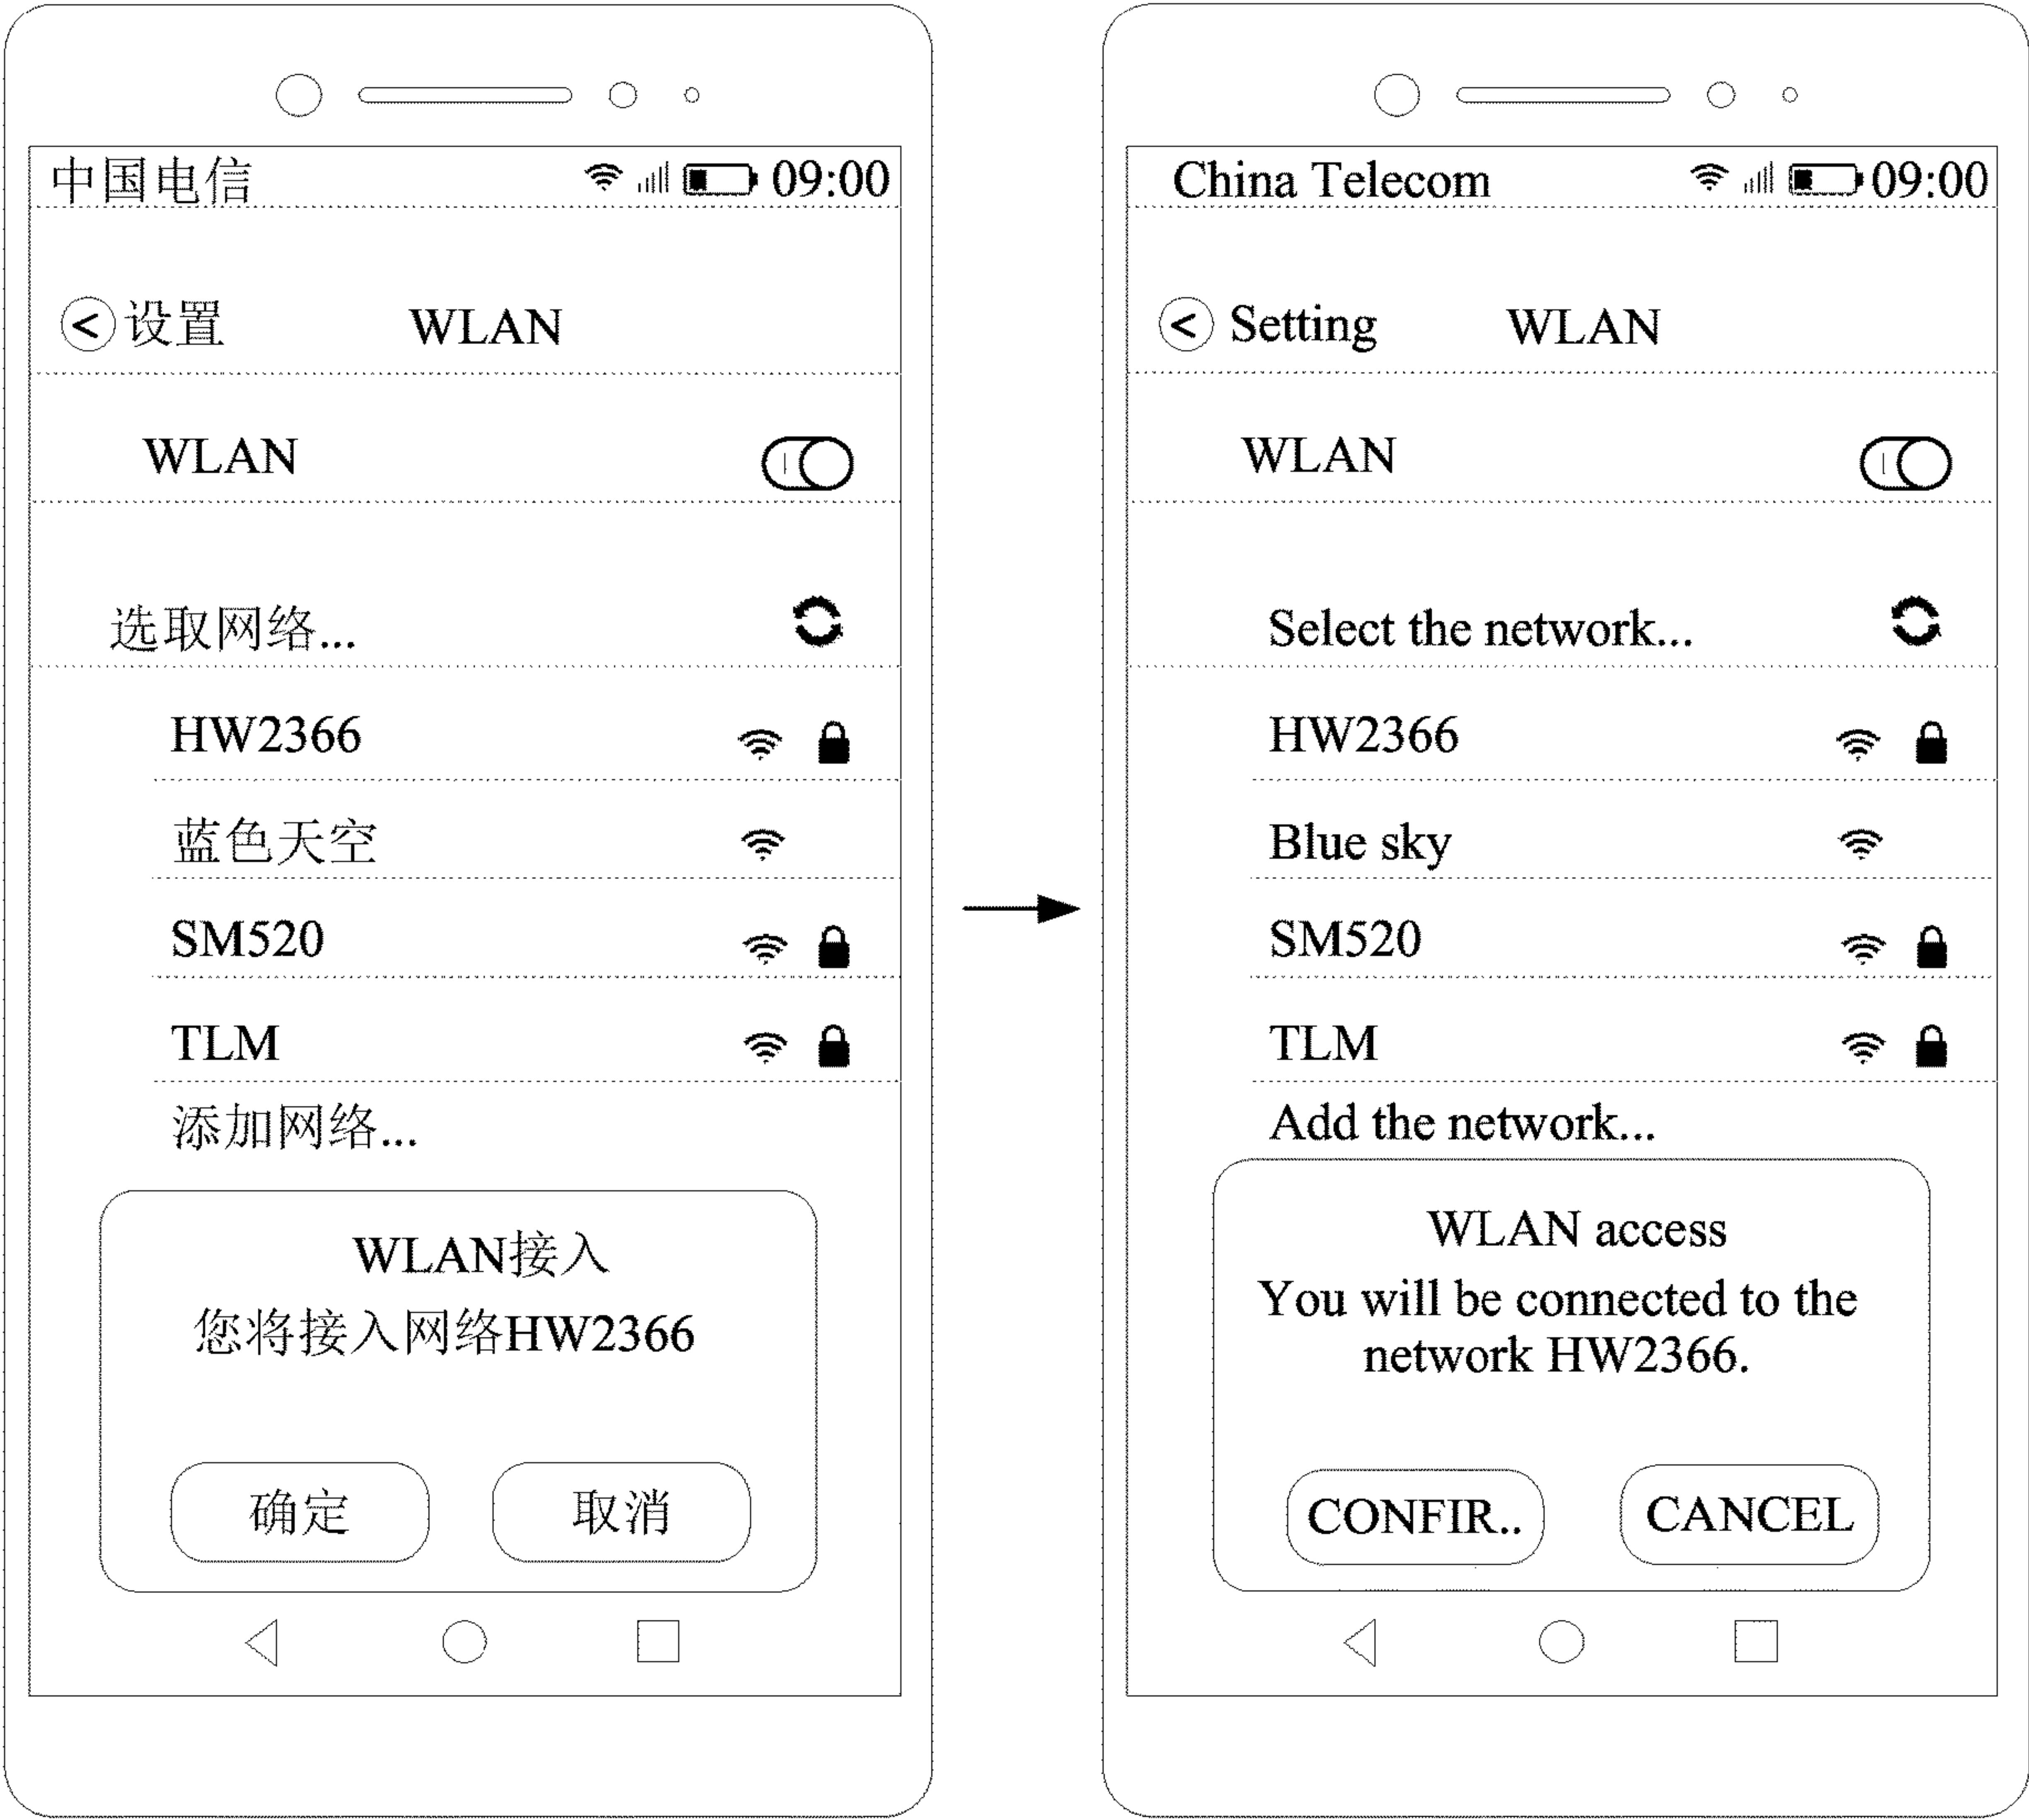 中国电信 09:00
< 设置 WLAN
WLAN
选取网络...
HW2366
蓝色天空
SM520
TLM
添加网络...
WLAN接入
您将接入网络HW2366
确定 取消
China Telecom 09:00
< Setting WLAN
WLAN
Select the network...
HW2366
Blue sky
SM520
TLM
Add the network...
WLAN access
You will be connected to the
network HW2366.
CONFIR.. CANCEL